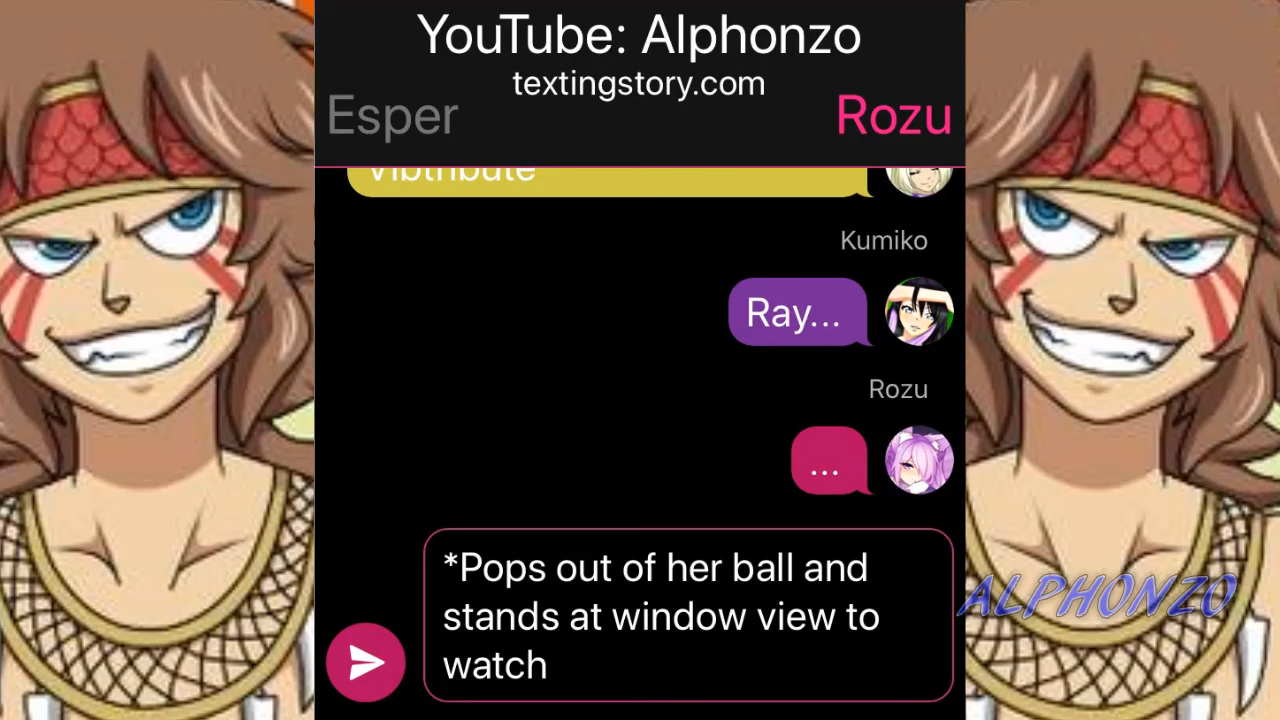 YouTube: Alphonzo
textingstory.com
Esper
Rozu
Vibtribute
Kumiko
Ray...
Rozu
...
*Pops out of her ball and
stands at window view to
watch
ALPHONZO